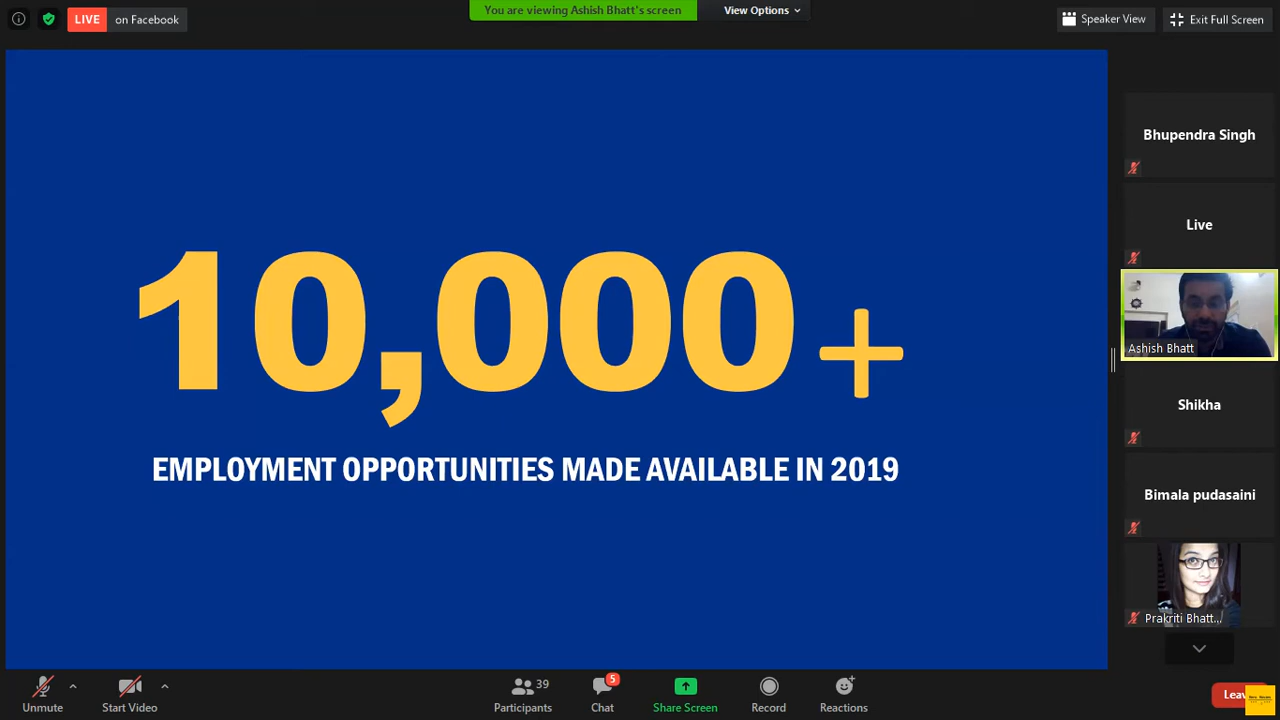 LIVE on Facebook
You are viewing Ashish Bhatt's screen
View Options
Speaker View
Exit Full Screen
10,000+
EMPLOYMENT OPPORTUNITIES MADE AVAILABLE IN 2019
Bhupendra Singh
Live
Ashish Bhatt
Shikha
Bimala pudasaini
Prakriti Bhatt...
Unmute
Start Video
39
Participants
5
Chat
Share Screen
Record
Reactions